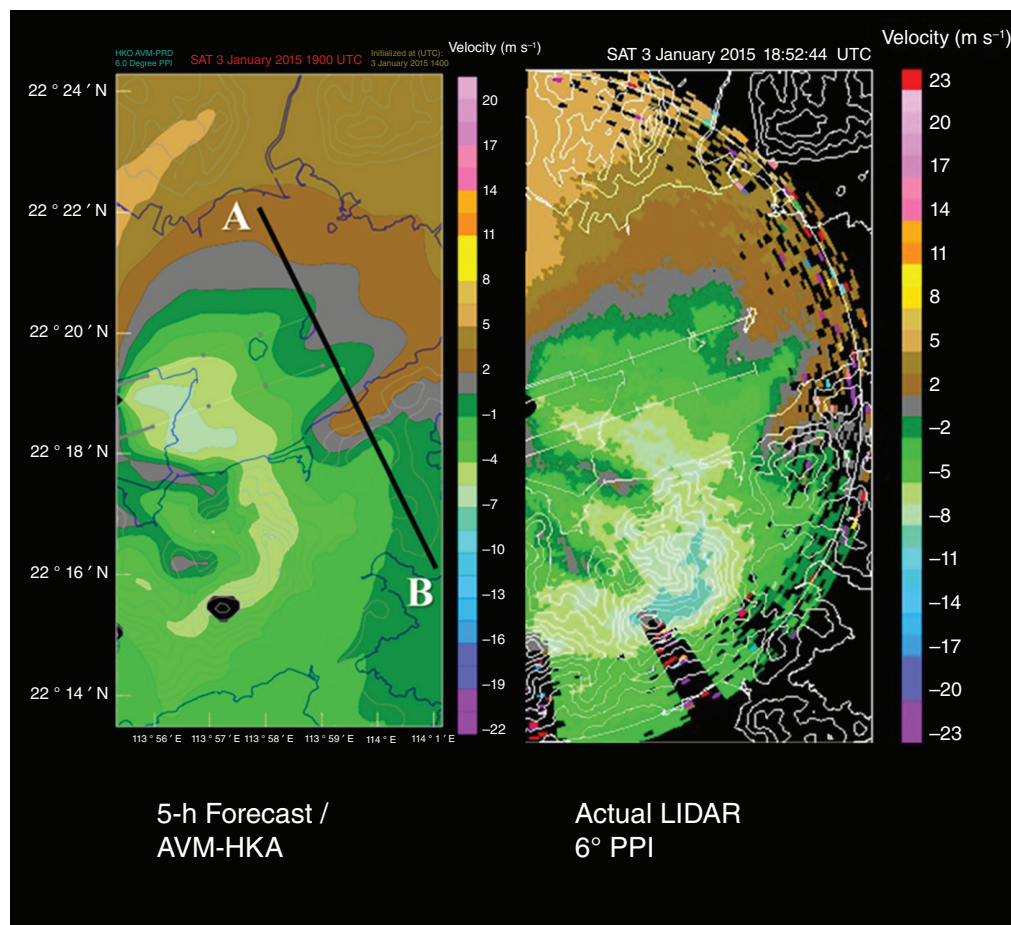 HKO AVM-PRD
6.0 Degree PPI
SAT 3 January 2015 1900 UTC
Initialized at (UTC):
3 January 2015 1400
Velocity (m s⁻¹)
22 ° 24 ′ N
22 ° 22 ′ N
22 ° 20 ′ N
22 ° 18 ′ N
22 ° 16 ′ N
22 ° 14 ′ N
A
B
113 ° 56 ′ E 113 ° 57 ′ E 113 ° 58 ′ E 113 ° 59 ′ E 114 ° E 114 ° 1 ′ E
20
17
14
11
8
5
2
–1
–4
–7
–10
–13
–16
–19
–22
SAT 3 January 2015 18:52:44 UTC
Velocity (m s⁻¹)
23
20
17
14
11
8
5
2
–2
–5
–8
–11
–14
–17
–20
–23
5-h Forecast /
AVM-HKA
Actual LIDAR
6° PPI